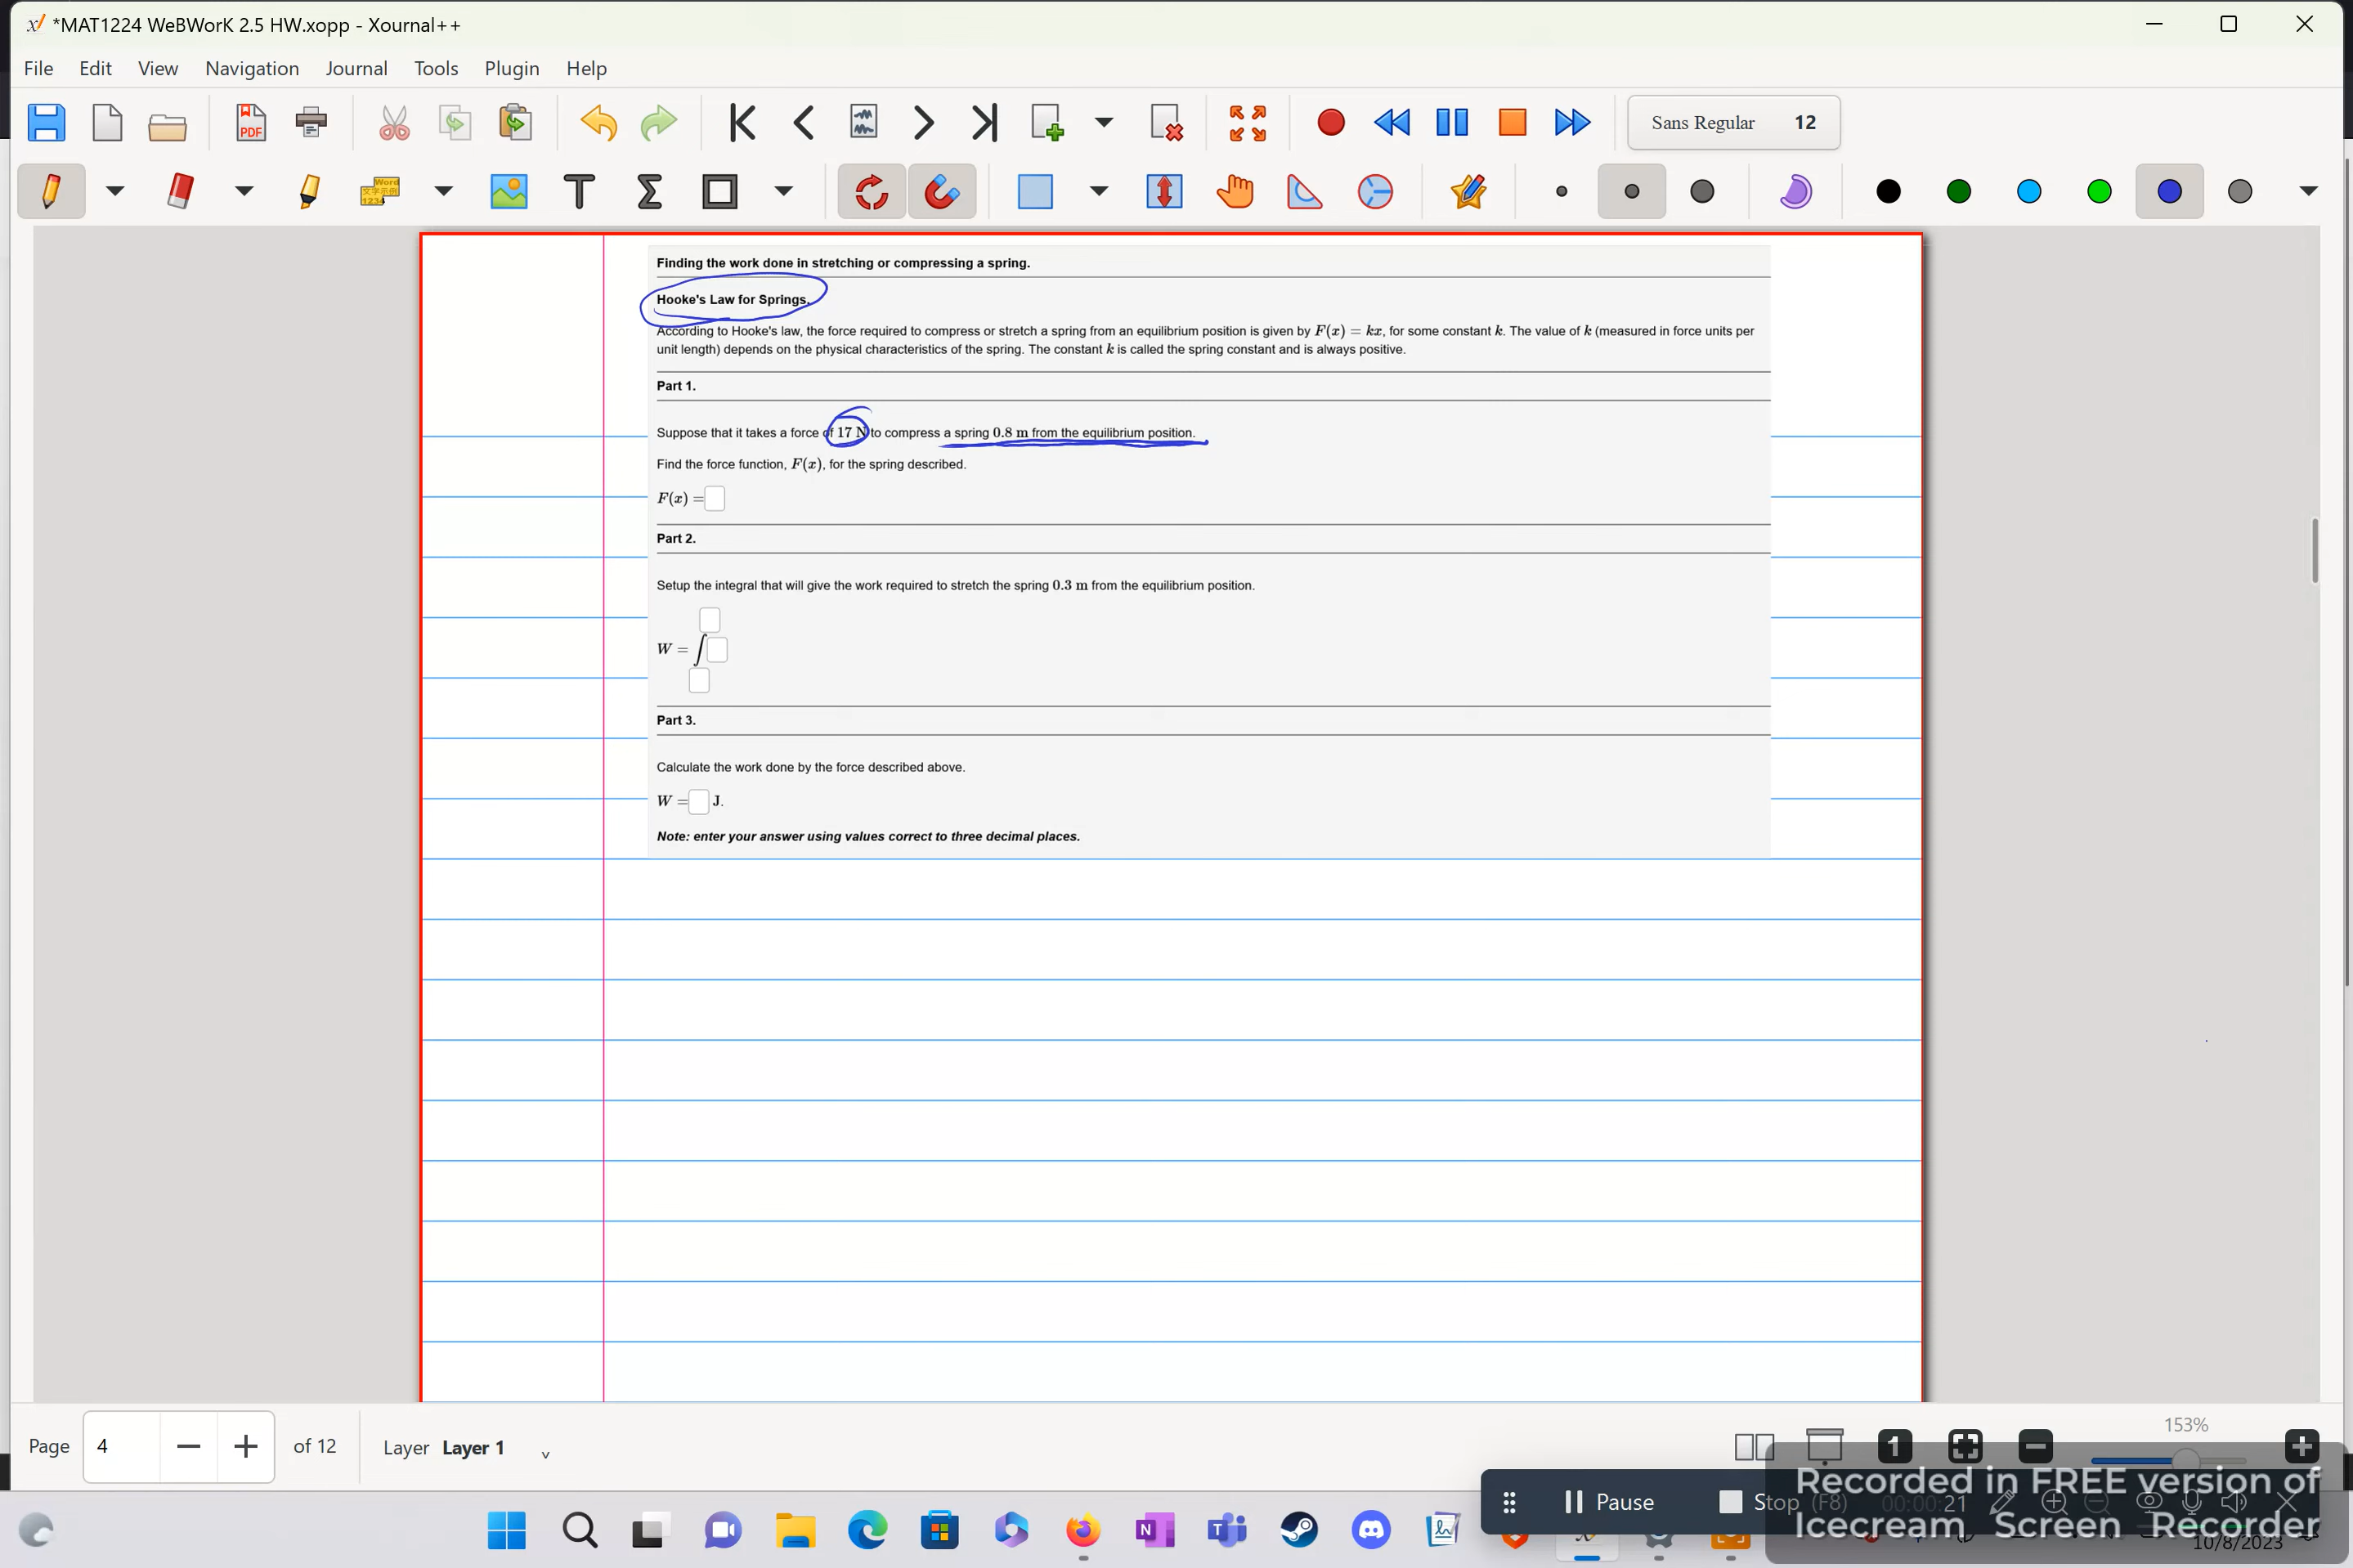 *MAT1224 WeBWorK 2.5 HW.xopp - Xournal++
File Edit View Navigation Journal Tools Plugin Help
PDF
Sans Regular 12
Finding the work done in stretching or compressing a spring.
Hooke's Law for Springs.
According to Hooke's law, the force required to compress or stretch a spring from an equilibrium position is given by F(x) = kx, for some constant k. The value of k (measured in force units per
unit length) depends on the physical characteristics of the spring. The constant k is called the spring constant and is always positive.
Part 1.
Suppose that it takes a force of 17 N to compress a spring 0.8 m from the equilibrium position.
Find the force function, F(x), for the spring described.
F(x) =
Part 2.
Setup the integral that will give the work required to stretch the spring 0.3 m from the equilibrium position.
W = ∫
Part 3.
Calculate the work done by the force described above.
W = J.
Note: enter your answer using values correct to three decimal places.
153%
Page 4 of 12 Layer Layer 1
Pause Stop (F8) 00:00:21
Recorded in FREE version of
Icecream Screen Recorder
10/8/2023